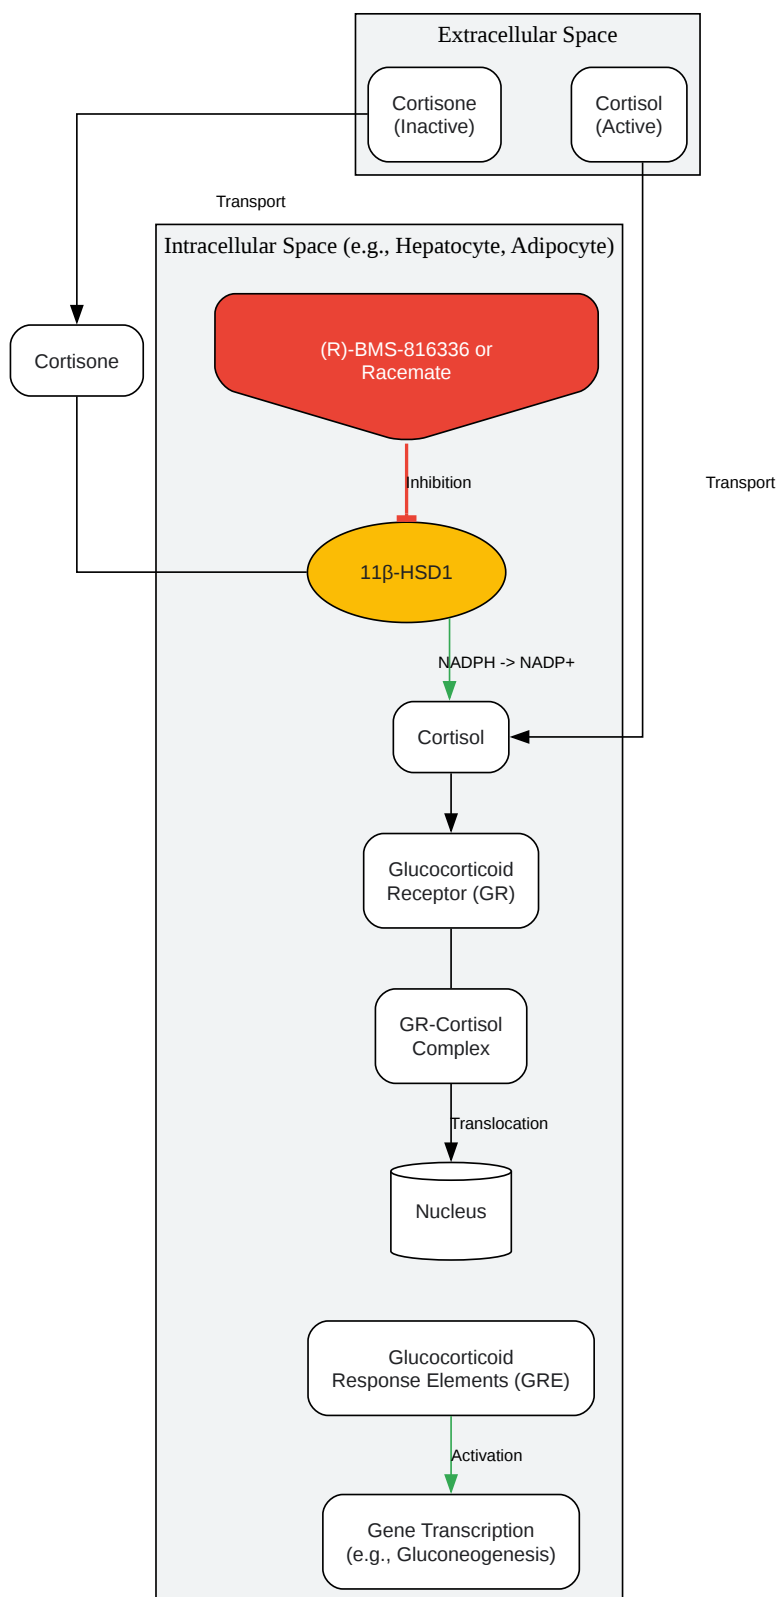 Extracellular Space
Cortisone
(Inactive)
Cortisol
(Active)
Transport
Intracellular Space (e.g., Hepatocyte, Adipocyte)
(R)-BMS-816336 or
Racemate
Cortisone
Inhibition
Transport
11β-HSD1
NADPH -> NADP+
Cortisol
Glucocorticoid
Receptor (GR)
GR-Cortisol
Complex
Translocation
Nucleus
Glucocorticoid
Response Elements (GRE)
Activation
Gene Transcription
(e.g., Gluconeogenesis)